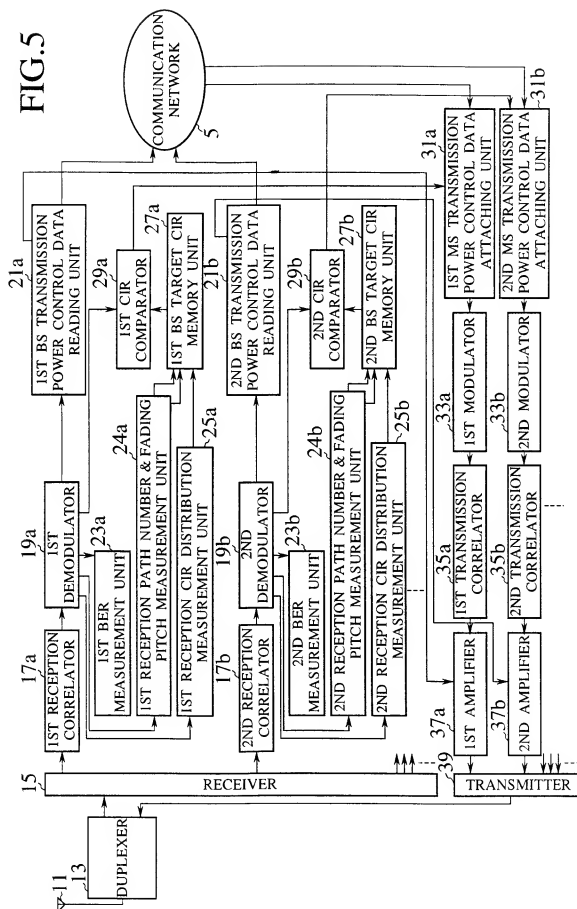 FIG.5
11
13
DUPLEXER
15
RECEIVER
17a
1ST RECEPTION
CORRELATOR
19a
1ST
DEMODULATOR
21a
1ST BS TRANSMISSION
POWER CONTROL DATA
READING UNIT
COMMUNICATION
NETWORK
5
23a
1ST BER
MEASUREMENT UNIT
24a
1ST RECEPTION PATH NUMBER & FADING
PITCH MEASUREMENT UNIT
25a
1ST RECEPTION CIR DISTRIBUTION
MEASUREMENT UNIT
29a
1ST CIR
COMPARATOR
27a
1ST BS TARGET CIR
MEMORY UNIT
17b
2ND RECEPTION
CORRELATOR
19b
2ND
DEMODULATOR
21b
2ND BS TRANSMISSION
POWER CONTROL DATA
READING UNIT
23b
2ND BER
MEASUREMENT UNIT
24b
2ND RECEPTION PATH NUMBER & FADING
PITCH MEASUREMENT UNIT
25b
2ND RECEPTION CIR DISTRIBUTION
MEASUREMENT UNIT
29b
2ND CIR
COMPARATOR
27b
2ND BS TARGET CIR
MEMORY UNIT
39
TRANSMITTER
37a
1ST AMPLIFIER
35a
1ST TRANSMISSION
CORRELATOR
33a
1ST MODULATOR
31a
1ST MS TRANSMISSION
POWER CONTROL DATA
ATTACHING UNIT
37b
2ND AMPLIFIER
35b
2ND TRANSMISSION
CORRELATOR
33b
2ND MODULATOR
31b
2ND MS TRANSMISSION
POWER CONTROL DATA
ATTACHING UNIT